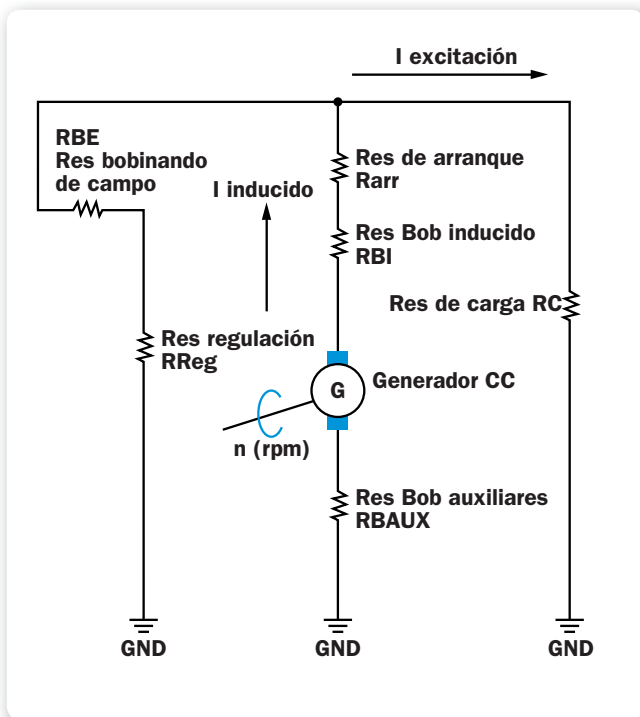 I excitación
RBE
Res bobinando
de campo
I inducido
Res de arranque
Rarr
Res Bob inducido
RBI
Res de carga RC
Res regulación
RReg
G
Generador CC
n (rpm)
Res Bob auxiliares
RBAUX
GND
GND
GND